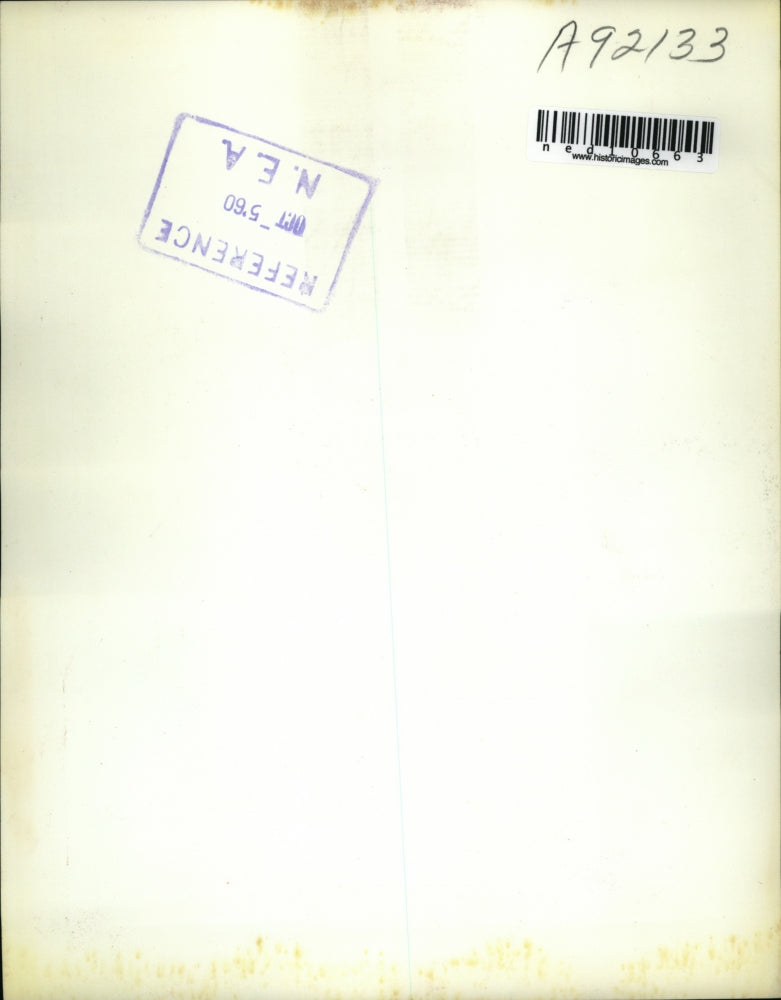 A92133
ned10663
www.historicimages.com
REFERENCE
OCT -5'60
N.E.A.